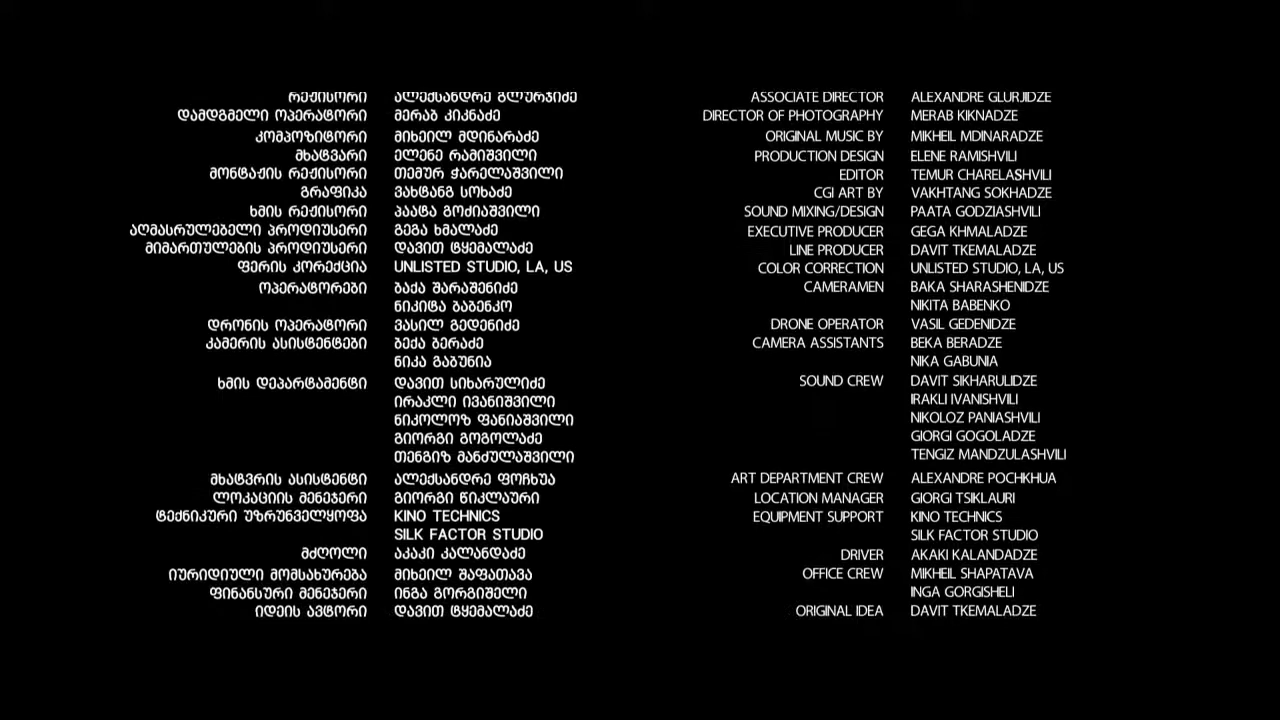 რეჟისორი ალექსანდრე გლურჯიძე
დამდგმელი ოპერატორი მერაბ კიკნაძე
კომპოზიტორი მიხეილ მდინარაძე
მხატვარი ელენე რამიშვილი
მონტაჟის რეჟისორი თემურ ჭარელაშვილი
გრაფიკა ვახტანგ სოხაძე
ხმის რეჟისორი პაატა გოძიაშვილი
აღმასრულებელი პროდიუსერი გეგა ხმალაძე
მიმართულების პროდიუსერი დავით ტყემალაძე
ფერის კორექცია UNLISTED STUDIO, LA, US
ოპერატორები ბაქა შარაშენიძე
ნიკიტა ბაბენკო
დრონის ოპერატორი ვასილ გედენიძე
კამერის ასისტენტები ბექა ბერაძე
ნიკა გაბუნია
ხმის დეპარტამენტი დავით სიხარულიძე
ირაკლი ივანიშვილი
ნიკოლოზ ფანიაშვილი
გიორგი გოგოლაძე
თენგიზ მანძულაშვილი
მხატვრის ასისტენტი ალექსანდრე ფოჩხუა
ლოკაციის მენეჯერი გიორგი წიკლაური
ტექნიკური უზრუნველყოფა KINO TECHNICS
SILK FACTOR STUDIO
მძღოლი აკაკი კალანდაძე
იურიდიული მომსახურება მიხეილ შაფათავა
ფინანსური მენეჯერი ინგა გორგიშელი
იდეის ავტორი დავით ტყემალაძე
ASSOCIATE DIRECTOR ALEXANDRE GLURJIDZE
DIRECTOR OF PHOTOGRAPHY MERAB KIKNADZE
ORIGINAL MUSIC BY MIKHEIL MDINARADZE
PRODUCTION DESIGN ELENE RAMISHVILI
EDITOR TEMUR CHARELASHVILI
CGI ART BY VAKHTANG SOKHADZE
SOUND MIXING/DESIGN PAATA GODZIASHVILI
EXECUTIVE PRODUCER GEGA KHMALADZE
LINE PRODUCER DAVIT TKEMALADZE
COLOR CORRECTION UNLISTED STUDIO, LA, US
CAMERAMEN BAKA SHARASHENIDZE
NIKITA BABENKO
DRONE OPERATOR VASIL GEDENIDZE
CAMERA ASSISTANTS BEKA BERADZE
NIKA GABUNIA
SOUND CREW DAVIT SIKHARULIDZE
IRAKLI IVANISHVILI
NIKOLOZ PANIASHVILI
GIORGI GOGOLADZE
TENGIZ MANDZULASHVILI
ART DEPARTMENT CREW ALEXANDRE POCHKHUA
LOCATION MANAGER GIORGI TSIKLAURI
EQUIPMENT SUPPORT KINO TECHNICS
SILK FACTOR STUDIO
DRIVER AKAKI KALANDADZE
OFFICE CREW MIKHEIL SHAPATAVA
INGA GORGISHELI
ORIGINAL IDEA DAVIT TKEMALADZE